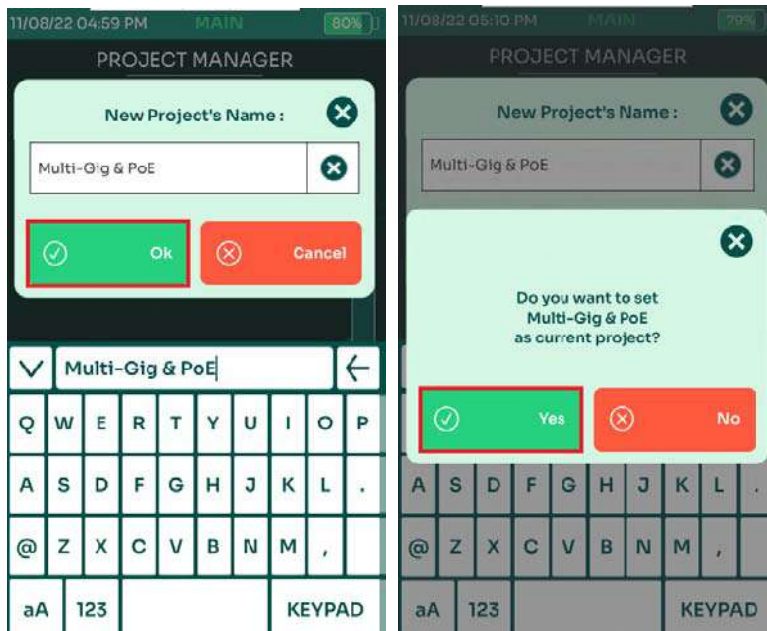 11/08/22 04:59 PM MAIN 80%
PROJECT MANAGER
New Project's Name :
Multi-Gig & PoE
Ok Cancel
Multi-Gig & PoE
Q W E R T Y U I O P
A S D F G H J K L .
@ Z X C V B N M ,
aA 123 KEYPAD
11/08/22 05:10 PM MAIN 79%
PROJECT MANAGER
New Project's Name :
Multi-Gig & PoE
Do you want to set
Multi-Gig & PoE
as current project?
Yes No
A S D F G H J K L .
@ Z X C V B N M ,
aA 123 KEYPAD